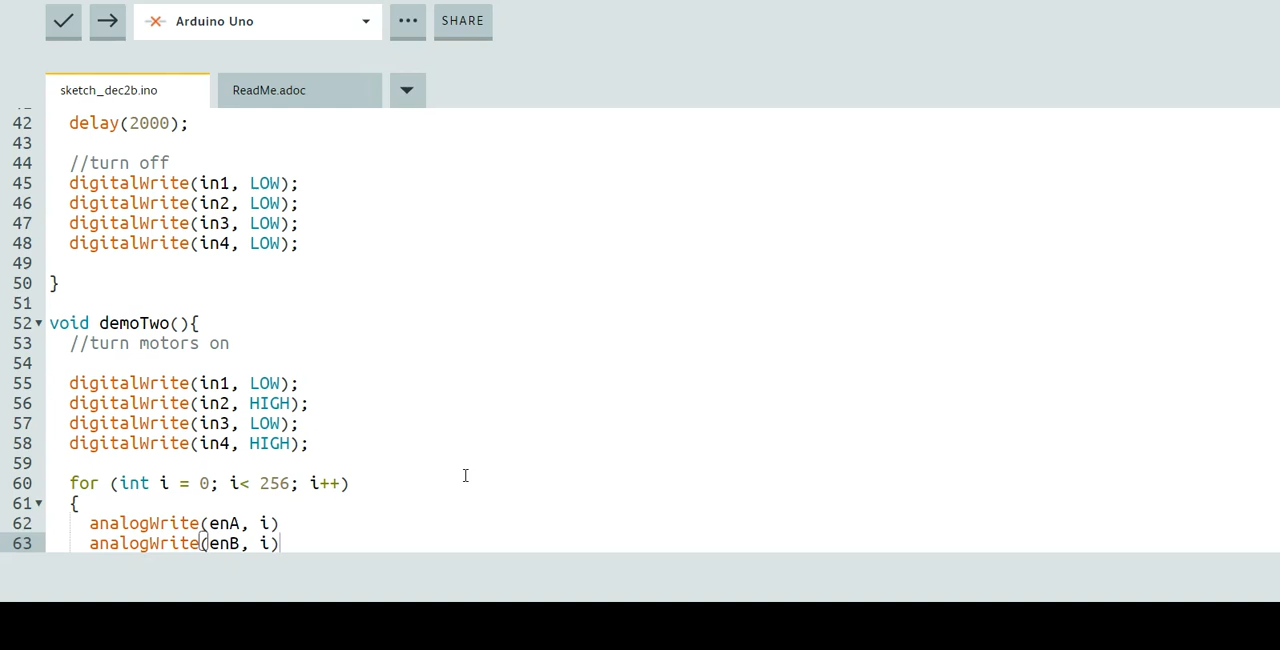 Arduino Uno
SHARE
sketch_dec2b.ino
ReadMe.adoc
42 delay(2000);
43
44 //turn off
45 digitalWrite(in1, LOW);
46 digitalWrite(in2, LOW);
47 digitalWrite(in3, LOW);
48 digitalWrite(in4, LOW);
49
50 }
51
52 void demoTwo(){
53 //turn motors on
54
55 digitalWrite(in1, LOW);
56 digitalWrite(in2, HIGH);
57 digitalWrite(in3, LOW);
58 digitalWrite(in4, HIGH);
59
60 for (int i = 0; i< 256; i++)
61 {
62 analogWrite(enA, i)
63 analogWrite(enB, i)